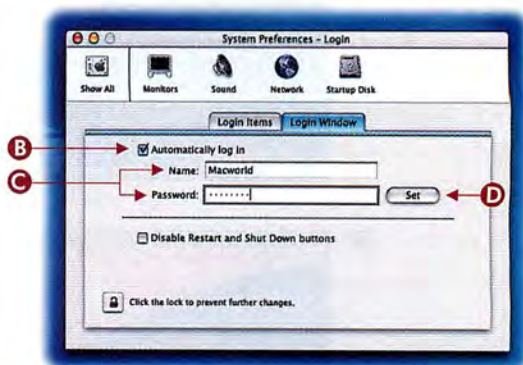 System Preferences – Login
Show All Monitors Sound Network Startup Disk
Login Items Login Window
B Automatically log in
C Name: Macworld
Password: ········ Set D
Disable Restart and Shut Down buttons
Click the lock to prevent further changes.